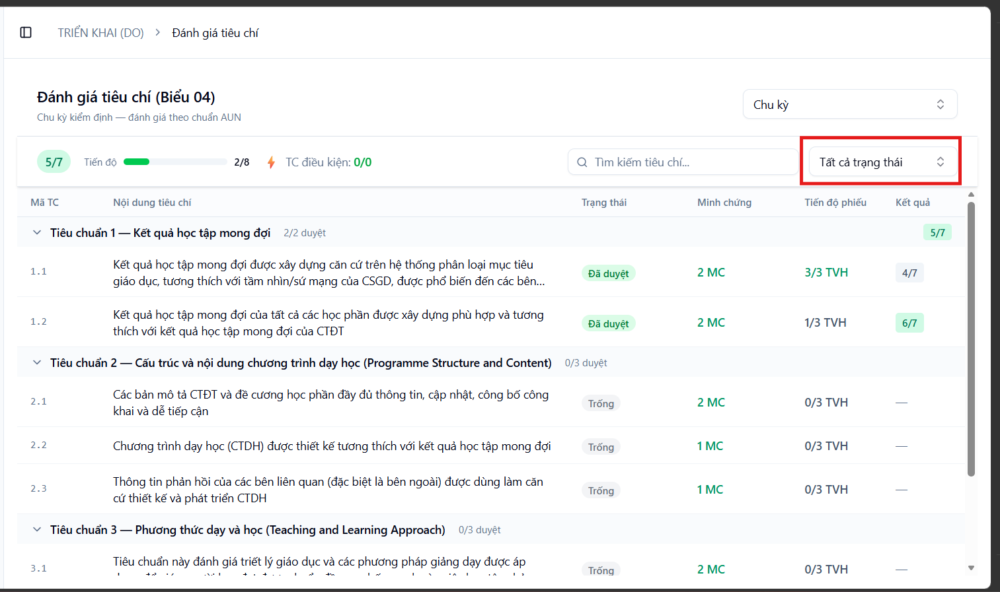 TRIỂN KHAI (DO) > Đánh giá tiêu chí
Đánh giá tiêu chí (Biểu 04)
Chu kỳ kiểm định — đánh giá theo chuẩn AUN
Chu kỳ
5/7 Tiến độ 2/8 TC điều kiện: 0/0 Tìm kiếm tiêu chí... Tất cả trạng thái
Mã TC Nội dung tiêu chí Trạng thái Minh chứng Tiến độ phiếu Kết quả
Tiêu chuẩn 1 — Kết quả học tập mong đợi 2/2 duyệt 5/7
1.1 Kết quả học tập mong đợi được xây dựng căn cứ trên hệ thống phân loại mục tiêu
giáo dục, tương thích với tầm nhìn/sứ mạng của CSGD, được phổ biến đến các bên... Đã duyệt 2 MC 3/3 TVH 4/7
1.2 Kết quả học tập mong đợi của tất cả các học phần được xây dựng phù hợp và tương
thích với kết quả học tập mong đợi của CTĐT Đã duyệt 2 MC 1/3 TVH 6/7
Tiêu chuẩn 2 — Cấu trúc và nội dung chương trình dạy học (Programme Structure and Content) 0/3 duyệt
2.1 Các bản mô tả CTĐT và đề cương học phần đầy đủ thông tin, cập nhật, công bố công
khai và dễ tiếp cận Trống 2 MC 0/3 TVH —
2.2 Chương trình dạy học (CTDH) được thiết kế tương thích với kết quả học tập mong đợi Trống 1 MC 0/3 TVH —
2.3 Thông tin phản hồi của các bên liên quan (đặc biệt là bên ngoài) được dùng làm căn
cứ thiết kế và phát triển CTDH Trống 1 MC 0/3 TVH —
Tiêu chuẩn 3 — Phương thức dạy và học (Teaching and Learning Approach) 0/3 duyệt
3.1 Tiêu chuẩn này đánh giá triết lý giáo dục và các phương pháp giảng dạy được áp
Trống 2 MC 0/3 TVH —